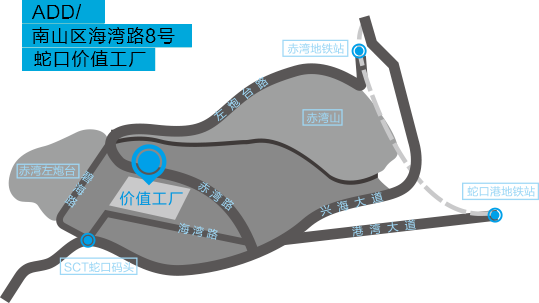 ADD/
南山区海湾路8号
蛇口价值工厂
赤湾地铁站
左炮台路
赤湾山
赤湾左炮台
价值工厂
赤湾路
蛇口港地铁站
兴海大道
海湾路
港湾大道
SCT蛇口码头